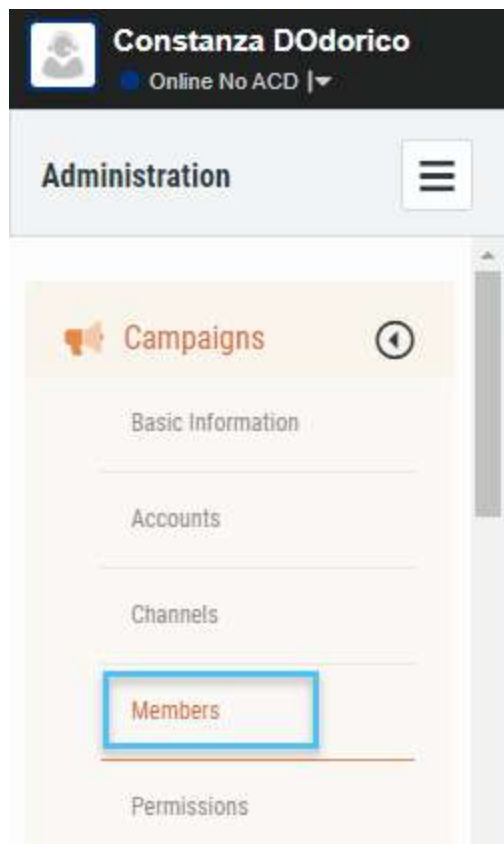 Constanza DOdorico
Online No ACD
Administration
Campaigns
Basic Information
Accounts
Channels
Members
Permissions